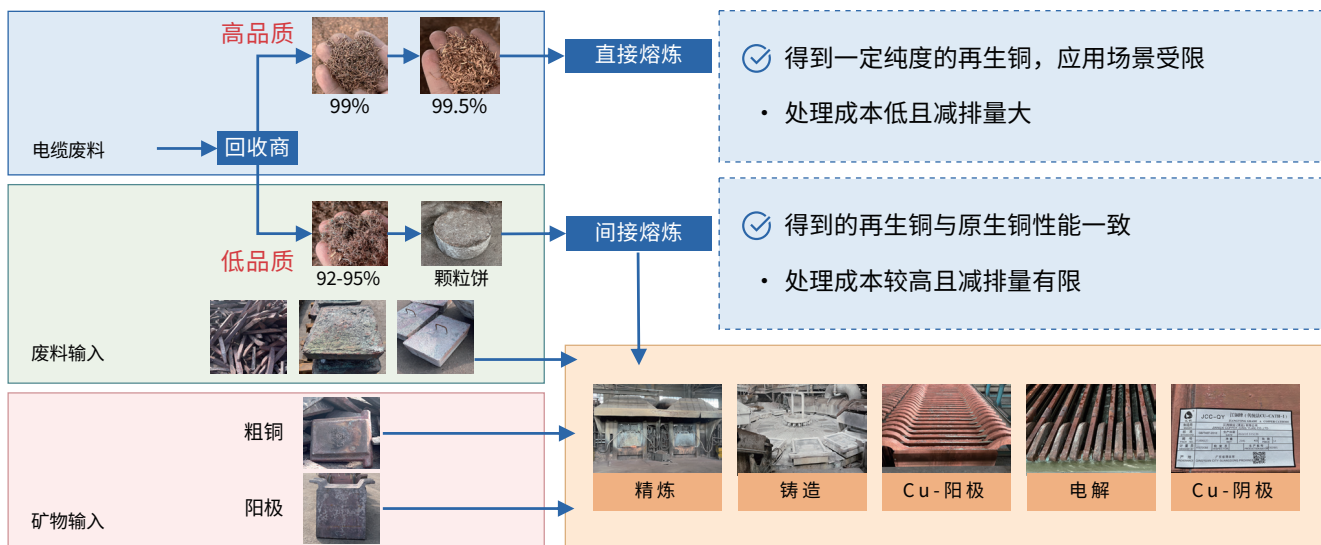 高品质
99%
99.5%
直接熔炼
得到一定纯度的再生铜，应用场景受限
• 处理成本低且减排量大
电缆废料
回收商
低品质
92-95%
颗粒饼
间接熔炼
得到的再生铜与原生铜性能一致
• 处理成本较高且减排量有限
废料输入
粗铜
阳极
矿物输入
JCC-GY
精炼
铸造
Cu-阳极
电解
Cu-阴极